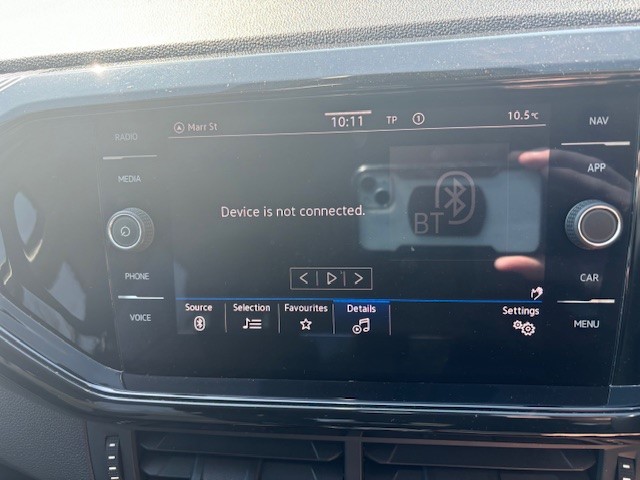 RADIO
MEDIA
PHONE
VOICE
Marr St
10:11
TP
1
10.5°C
Device is not connected.
BT
Source
Selection
Favourites
Details
Settings
NAV
APP
CAR
MENU